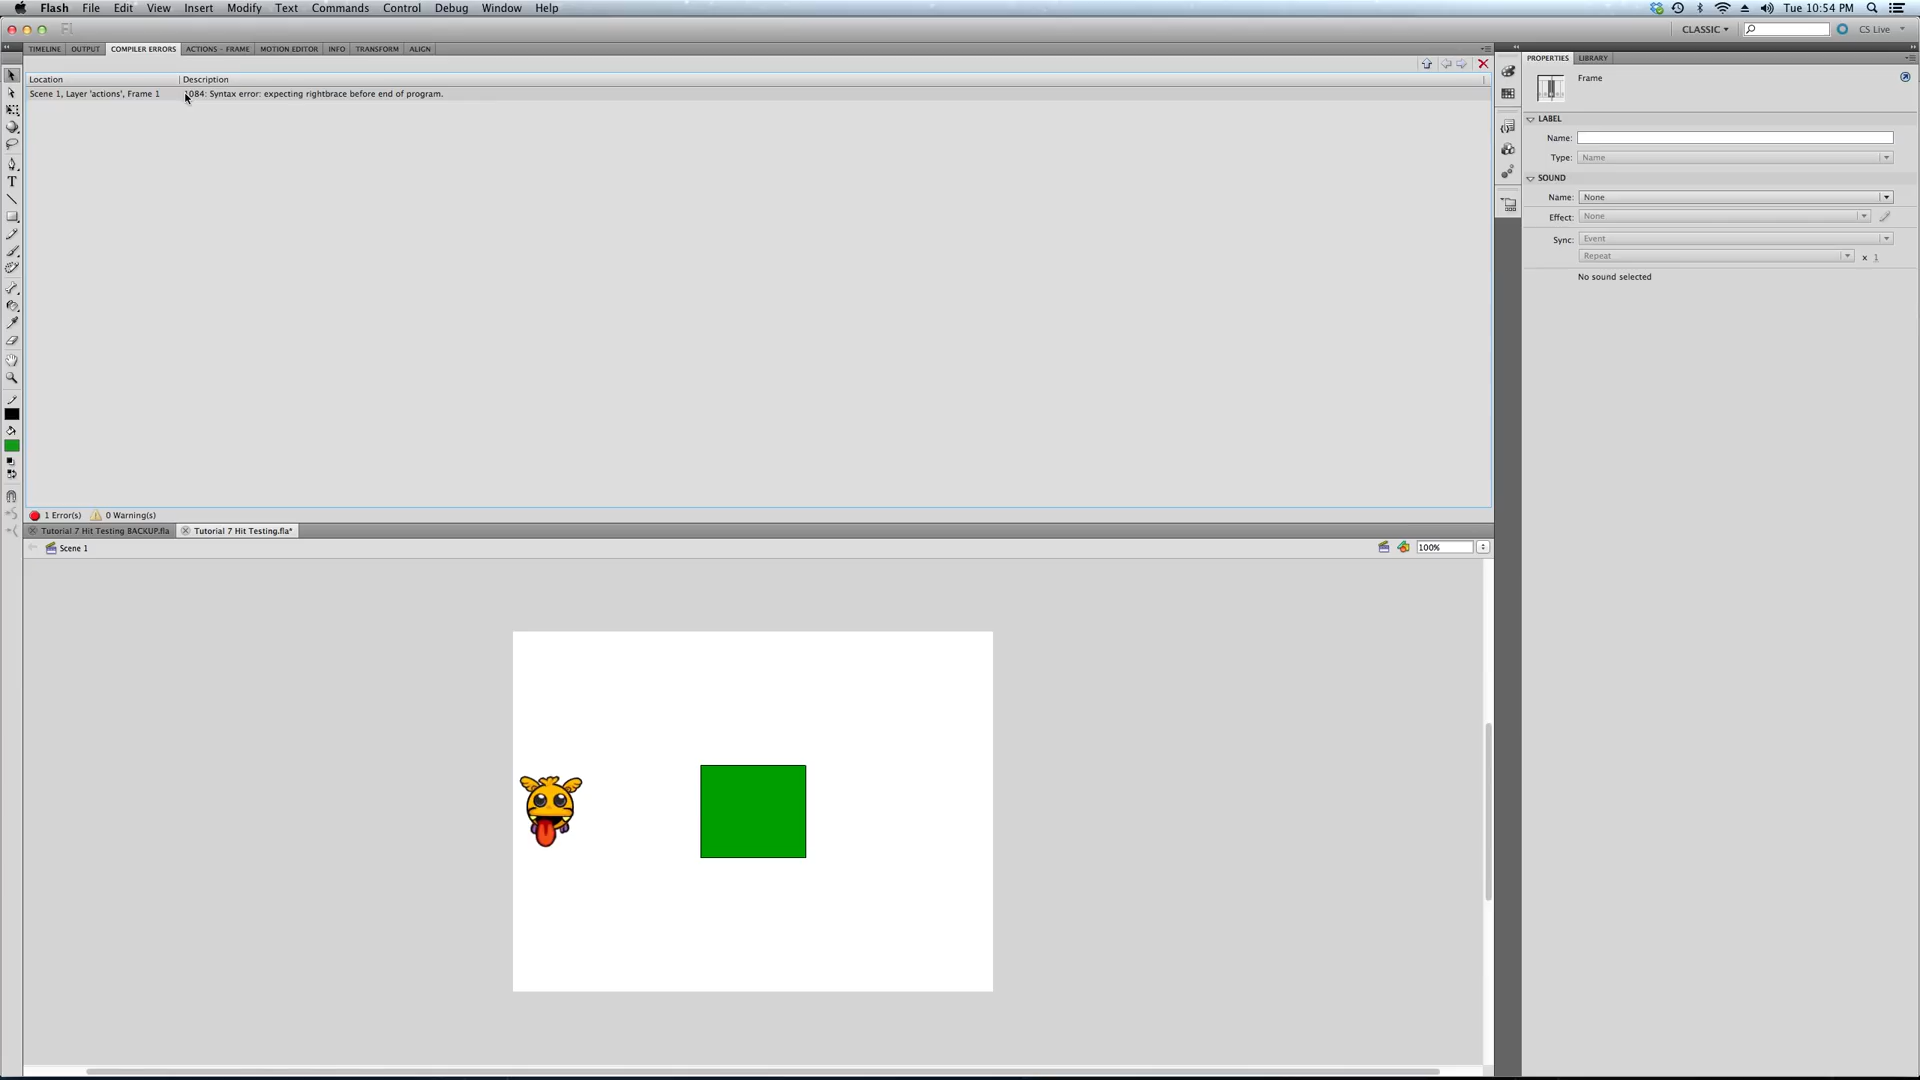 Flash File Edit View Insert Modify Text Commands Control Debug Window Help Tue 10:54 PM
Fl CLASSIC CS Live
TIMELINE OUTPUT COMPILER ERRORS ACTIONS - FRAME MOTION EDITOR INFO TRANSFORM ALIGN
Location Description
Scene 1, Layer 'actions', Frame 1 1084: Syntax error: expecting rightbrace before end of program.
1 Error(s) 0 Warning(s)
Tutorial 7 Hit Testing BACKUP.fla Tutorial 7 Hit Testing.fla*
Scene 1 100%
PROPERTIES LIBRARY
Frame
LABEL
Name:
Type: Name
SOUND
Name: None
Effect: None
Sync: Event
Repeat x 1
No sound selected